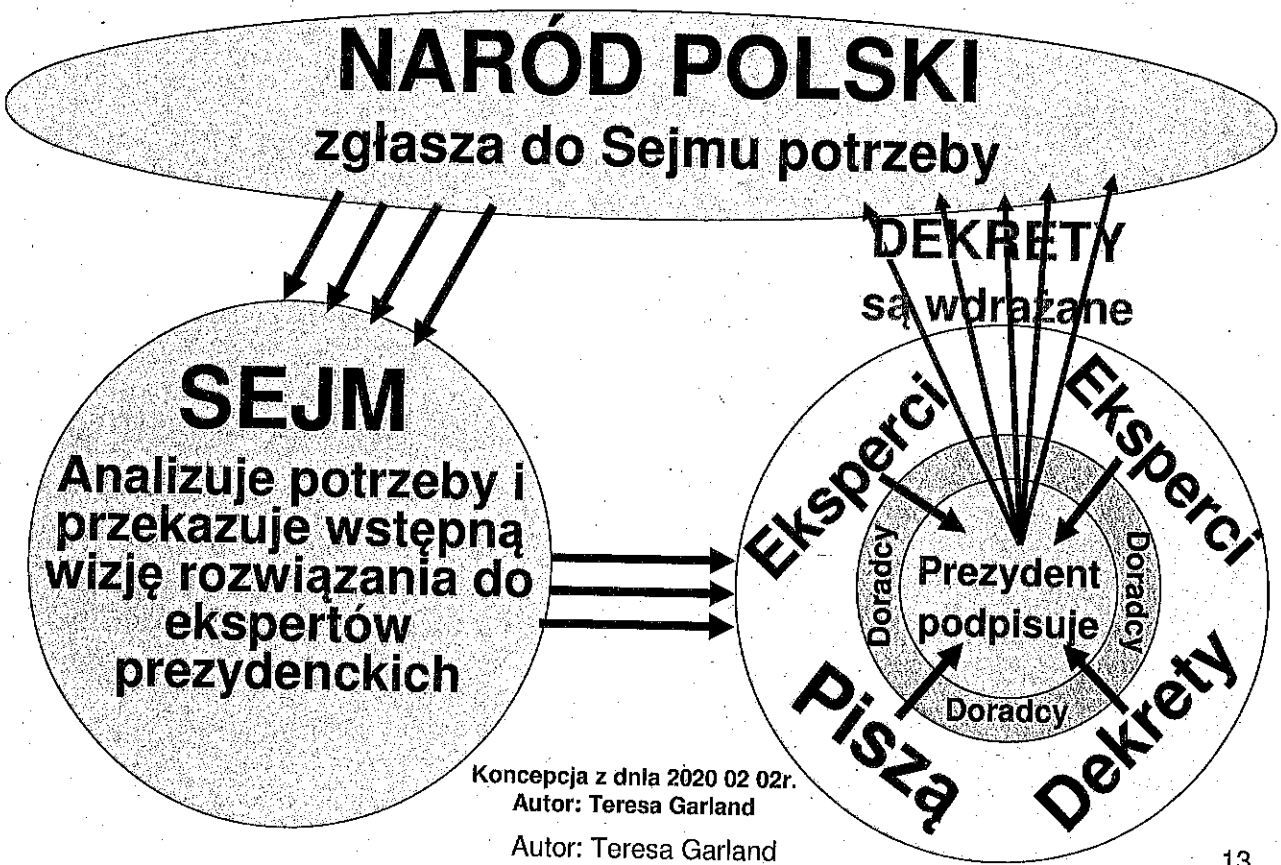 NARÓD POLSKI
zgłasza do Sejmu potrzeby
DEKRETY
są wdrażane
SEJM
Analizuje potrzeby i
przekazuje wstępną
wizję rozwiązania do
ekspertów
prezydenckich
Eksperci
Eksperci
Doradcy
Doradcy
Prezydent
podpisuje
Doradcy
Piszą
Dekrety
Koncepcja z dnia 2020 02 02r.
Autor: Teresa Garland
Autor: Teresa Garland
13